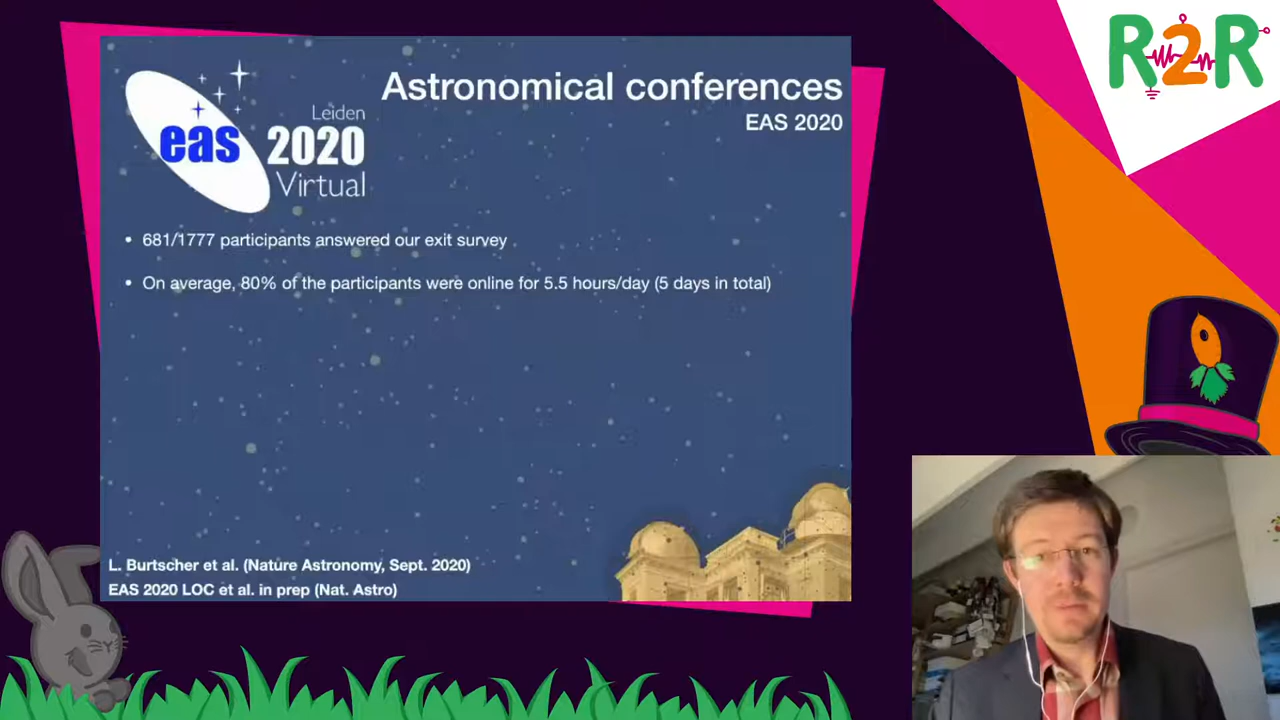 Astronomical conferences
EAS 2020
Leiden
eas 2020
Virtual
• 681/1777 participants answered our exit survey
• On average, 80% of the participants were online for 5.5 hours/day (5 days in total)
L. Burtscher et al. (Nature Astronomy, Sept. 2020)
EAS 2020 LOC et al. in prep (Nat. Astro)
R2R